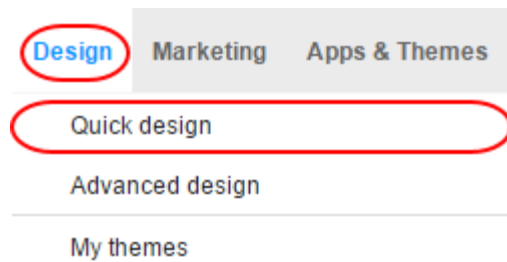 Design Marketing Apps & Themes
Quick design
Advanced design
My themes